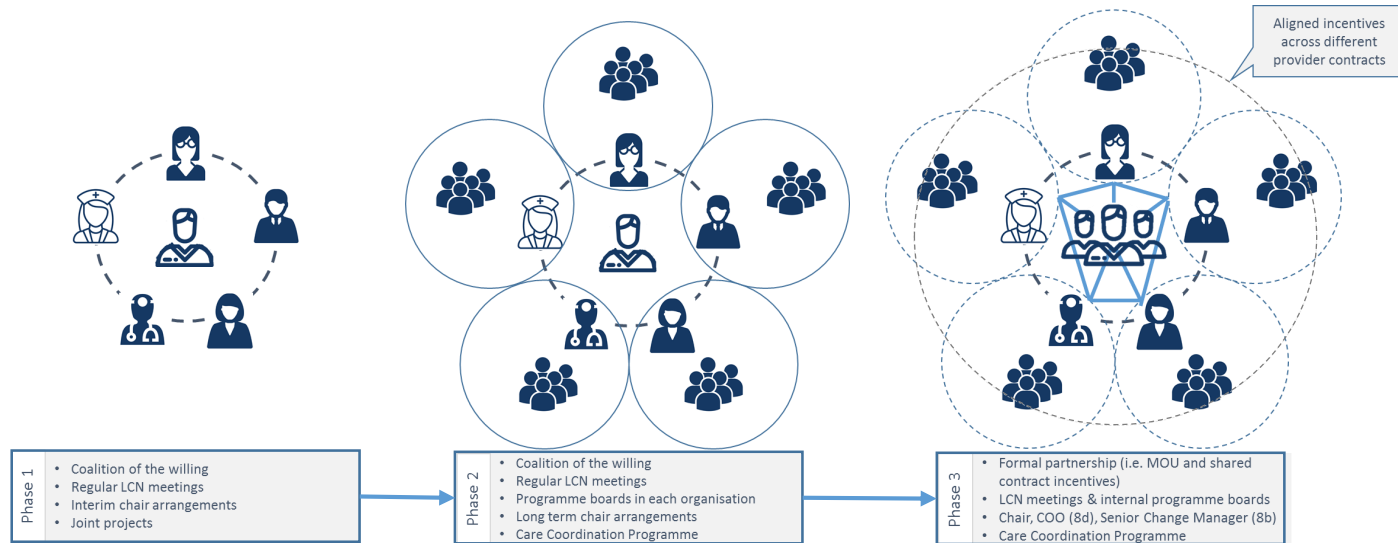 Aligned incentives
across different
provider contracts
Phase 1
• Coalition of the willing
• Regular LCN meetings
• Interim chair arrangements
• Joint projects
Phase 2
• Coalition of the willing
• Regular LCN meetings
• Programme boards in each organisation
• Long term chair arrangements
• Care Coordination Programme
Phase 3
• Formal partnership (i.e. MOU and shared
contract incentives)
• LCN meetings & internal programme boards
• Chair, COO (8d), Senior Change Manager (8b)
• Care Coordination Programme